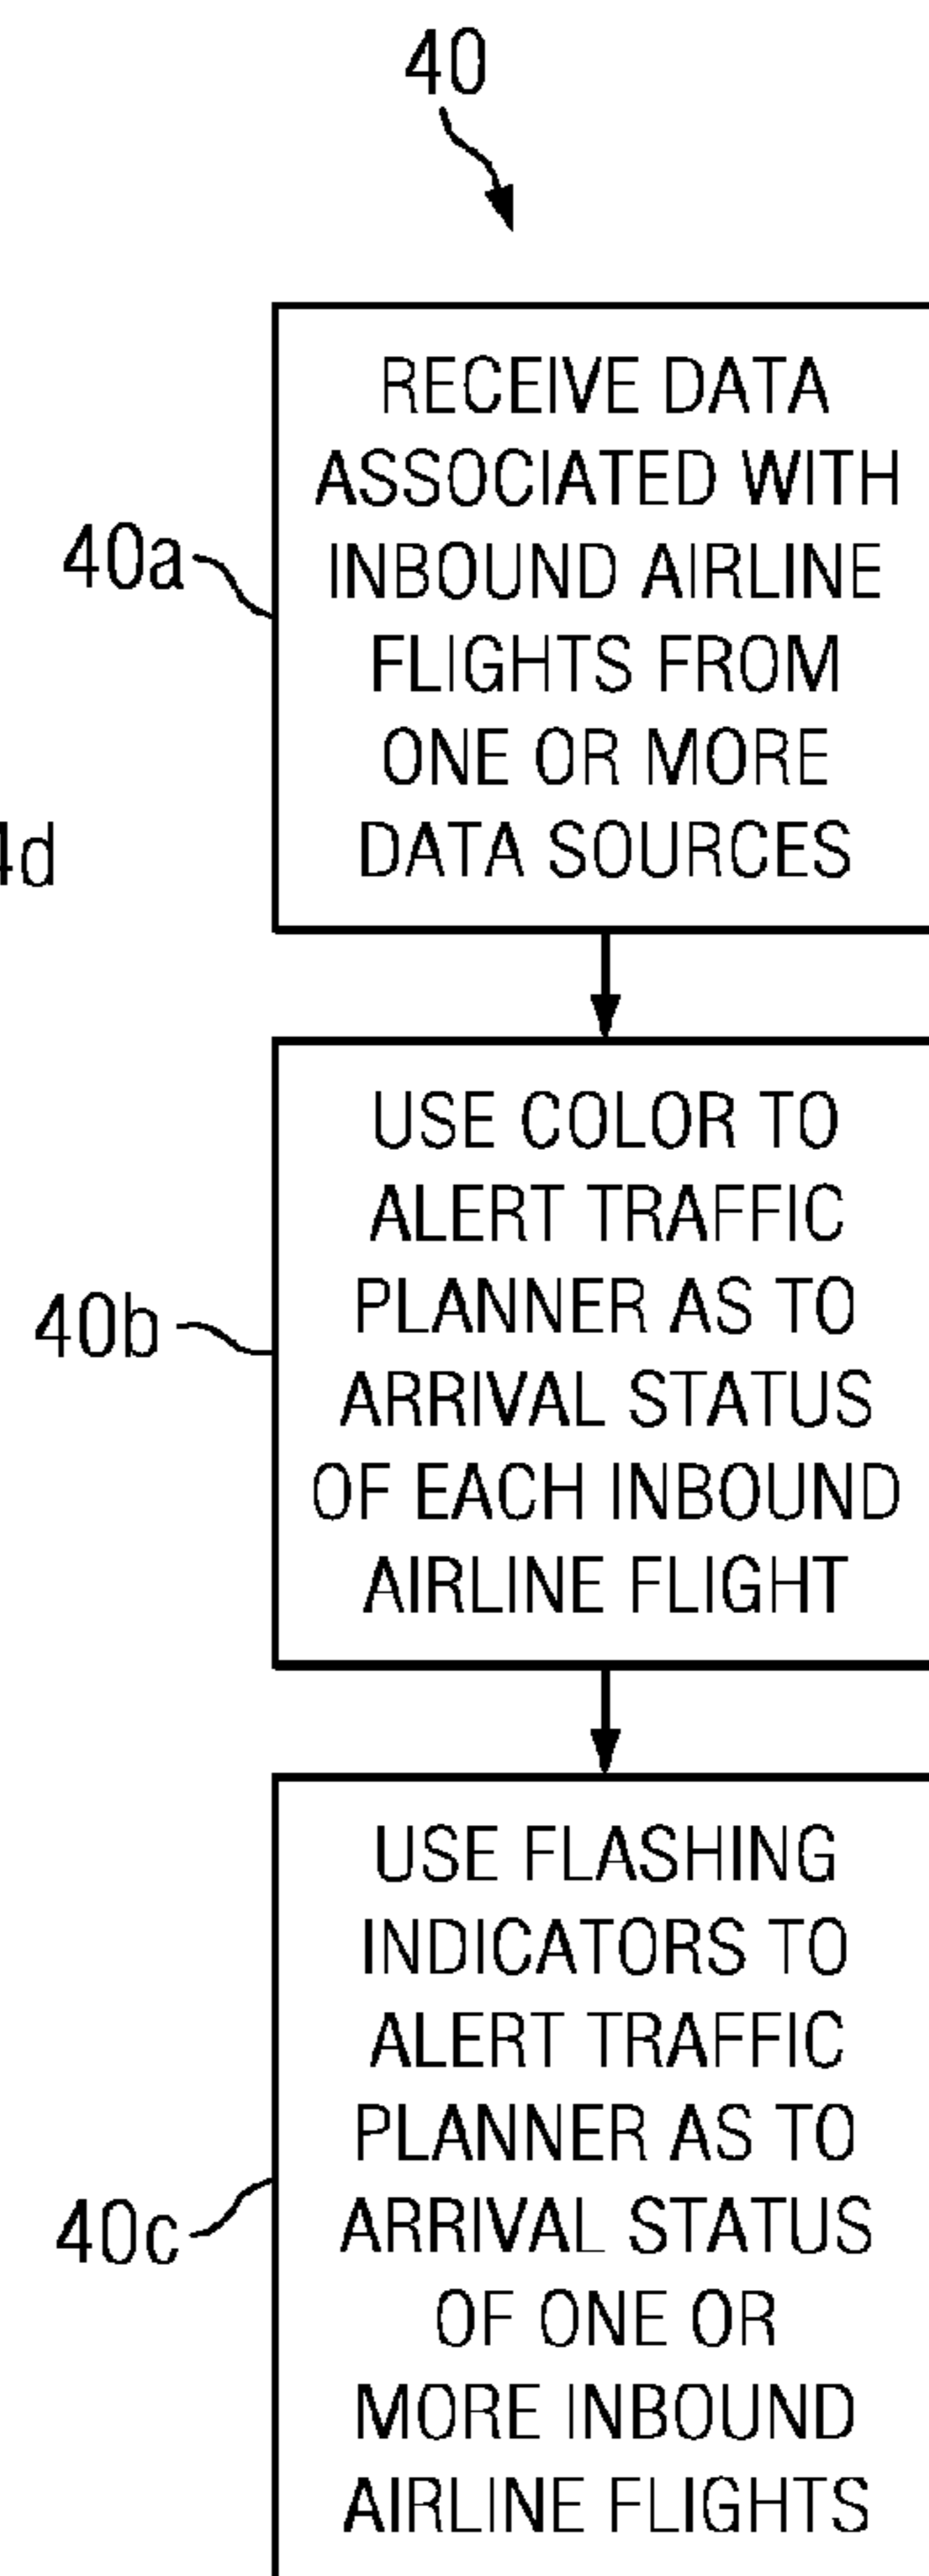 40
RECEIVE DATA
ASSOCIATED WITH
INBOUND AIRLINE
FLIGHTS FROM
ONE OR MORE
DATA SOURCES
40a
4d
USE COLOR TO
ALERT TRAFFIC
PLANNER AS TO
ARRIVAL STATUS
OF EACH INBOUND
AIRLINE FLIGHT
40b
USE FLASHING
INDICATORS TO
ALERT TRAFFIC
PLANNER AS TO
ARRIVAL STATUS
OF ONE OR
MORE INBOUND
AIRLINE FLIGHTS
40c